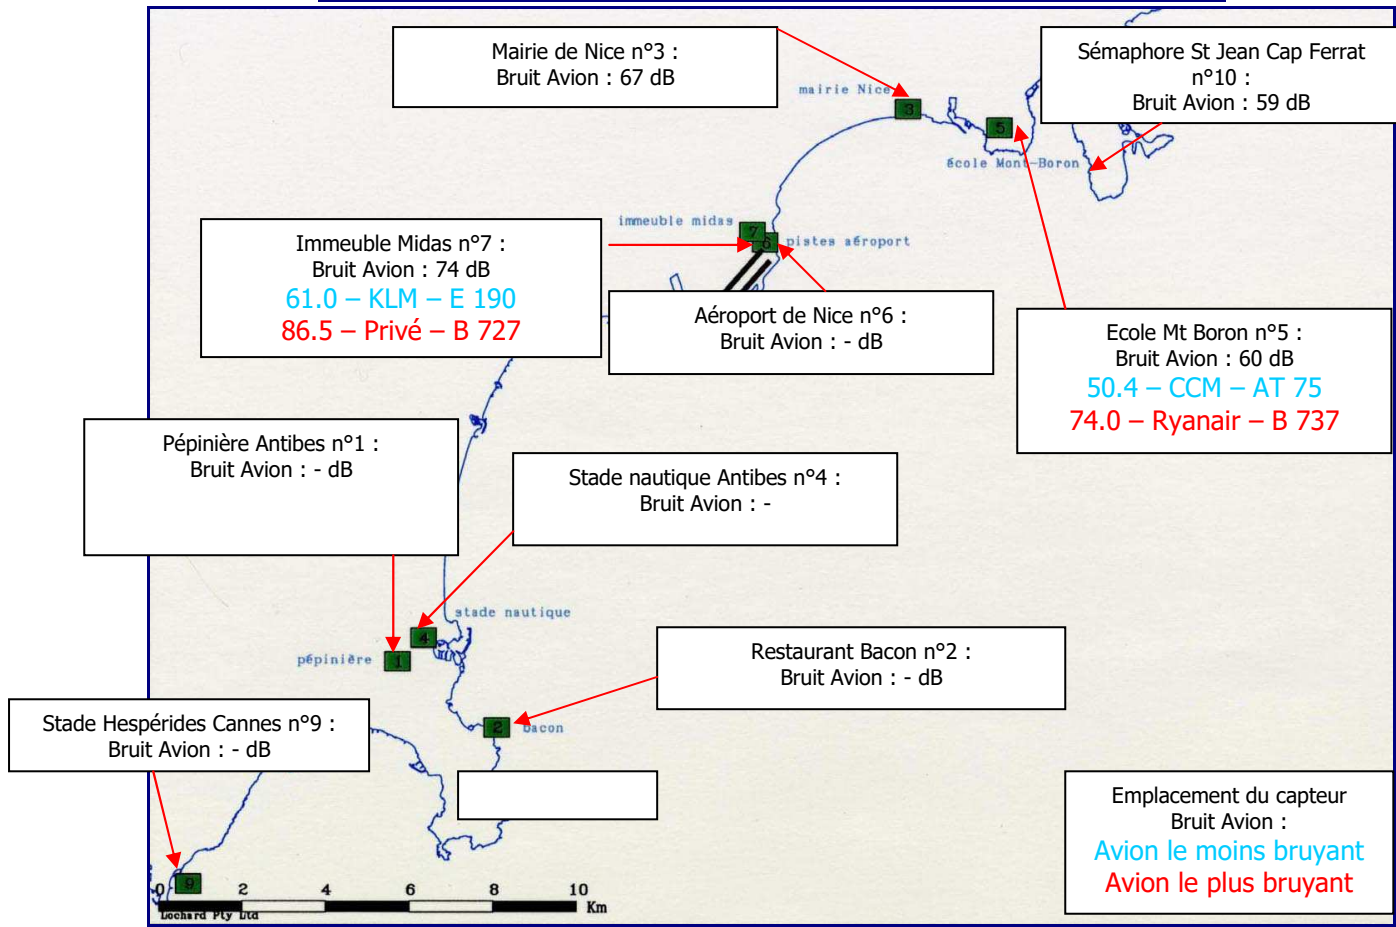 Mairie de Nice n°3 :
Bruit Avion : 67 dB
Sémaphore St Jean Cap Ferrat
n°10 :
Bruit Avion : 59 dB
mairie Nice
3
5
école Mont-Boron
immeuble midas
7
6
pistes aéroport
Immeuble Midas n°7 :
Bruit Avion : 74 dB
61.0 – KLM – E 190
86.5 – Privé – B 727
Aéroport de Nice n°6 :
Bruit Avion : - dB
Ecole Mt Boron n°5 :
Bruit Avion : 60 dB
50.4 – CCM – AT 75
74.0 – Ryanair – B 737
Pépinière Antibes n°1 :
Bruit Avion : - dB
Stade nautique Antibes n°4 :
Bruit Avion : -
stade nautique
4
pépinière
1
Restaurant Bacon n°2 :
Bruit Avion : - dB
2
bacon
Stade Hespérides Cannes n°9 :
Bruit Avion : - dB
9
Emplacement du capteur
Bruit Avion :
Avion le moins bruyant
Avion le plus bruyant
0 2 4 6 8 10
Km
Lochard Pty Ltd